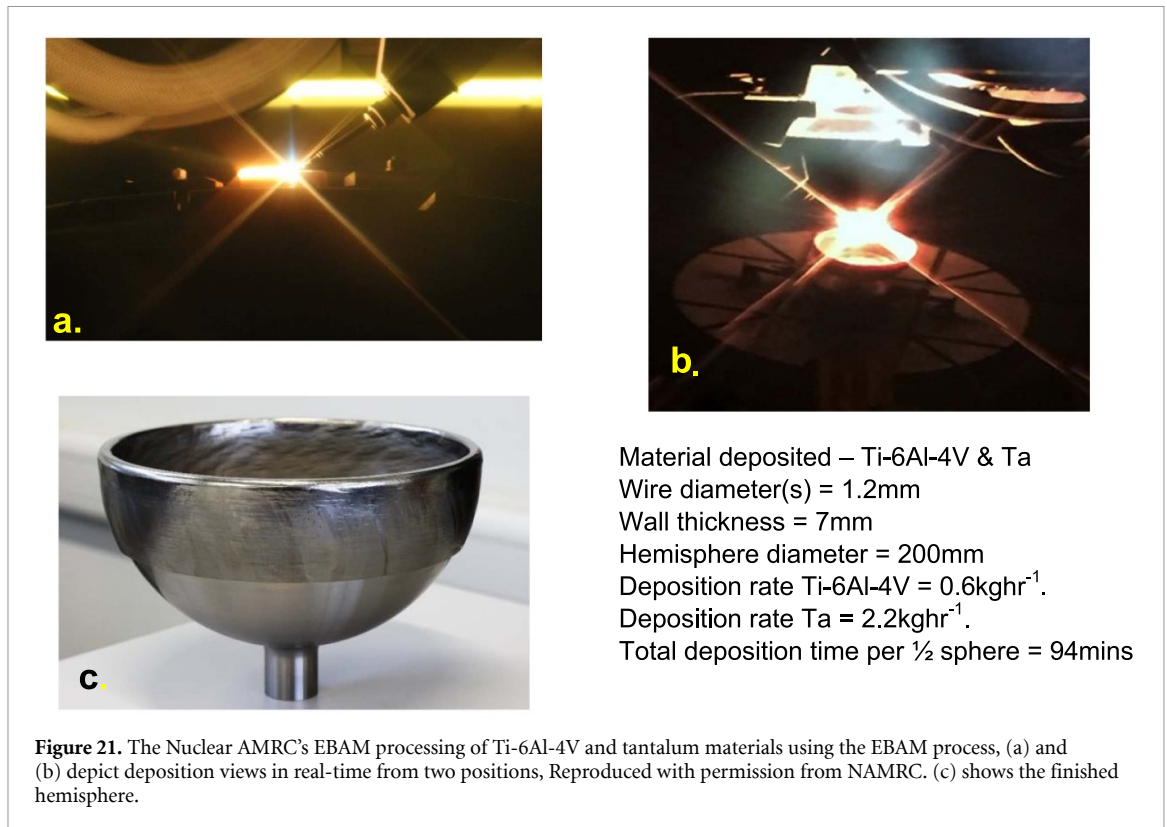 a.
b.
c.
Material deposited – Ti-6Al-4V & Ta
Wire diameter(s) = 1.2mm
Wall thickness = 7mm
Hemisphere diameter = 200mm
Deposition rate Ti-6Al-4V = 0.6kghr⁻¹.
Deposition rate Ta = 2.2kghr⁻¹.
Total deposition time per ½ sphere = 94mins
Figure 21. The Nuclear AMRC’s EBAM processing of Ti-6Al-4V and tantalum materials using the EBAM process, (a) and
(b) depict deposition views in real-time from two positions, Reproduced with permission from NAMRC. (c) shows the finished
hemisphere.